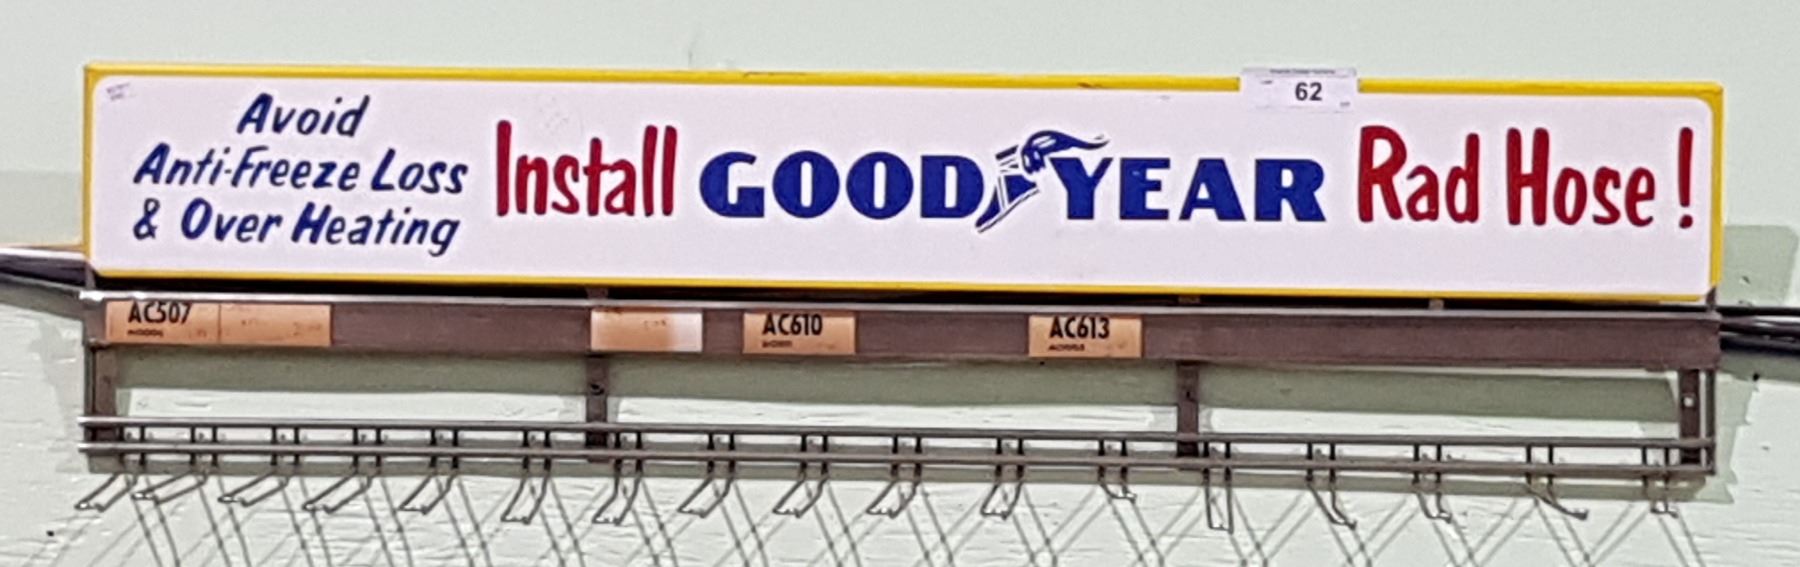 62
Avoid
Anti-Freeze Loss
& Over Heating
Install GOODYEAR Rad Hose!
AC507
AC610
AC613